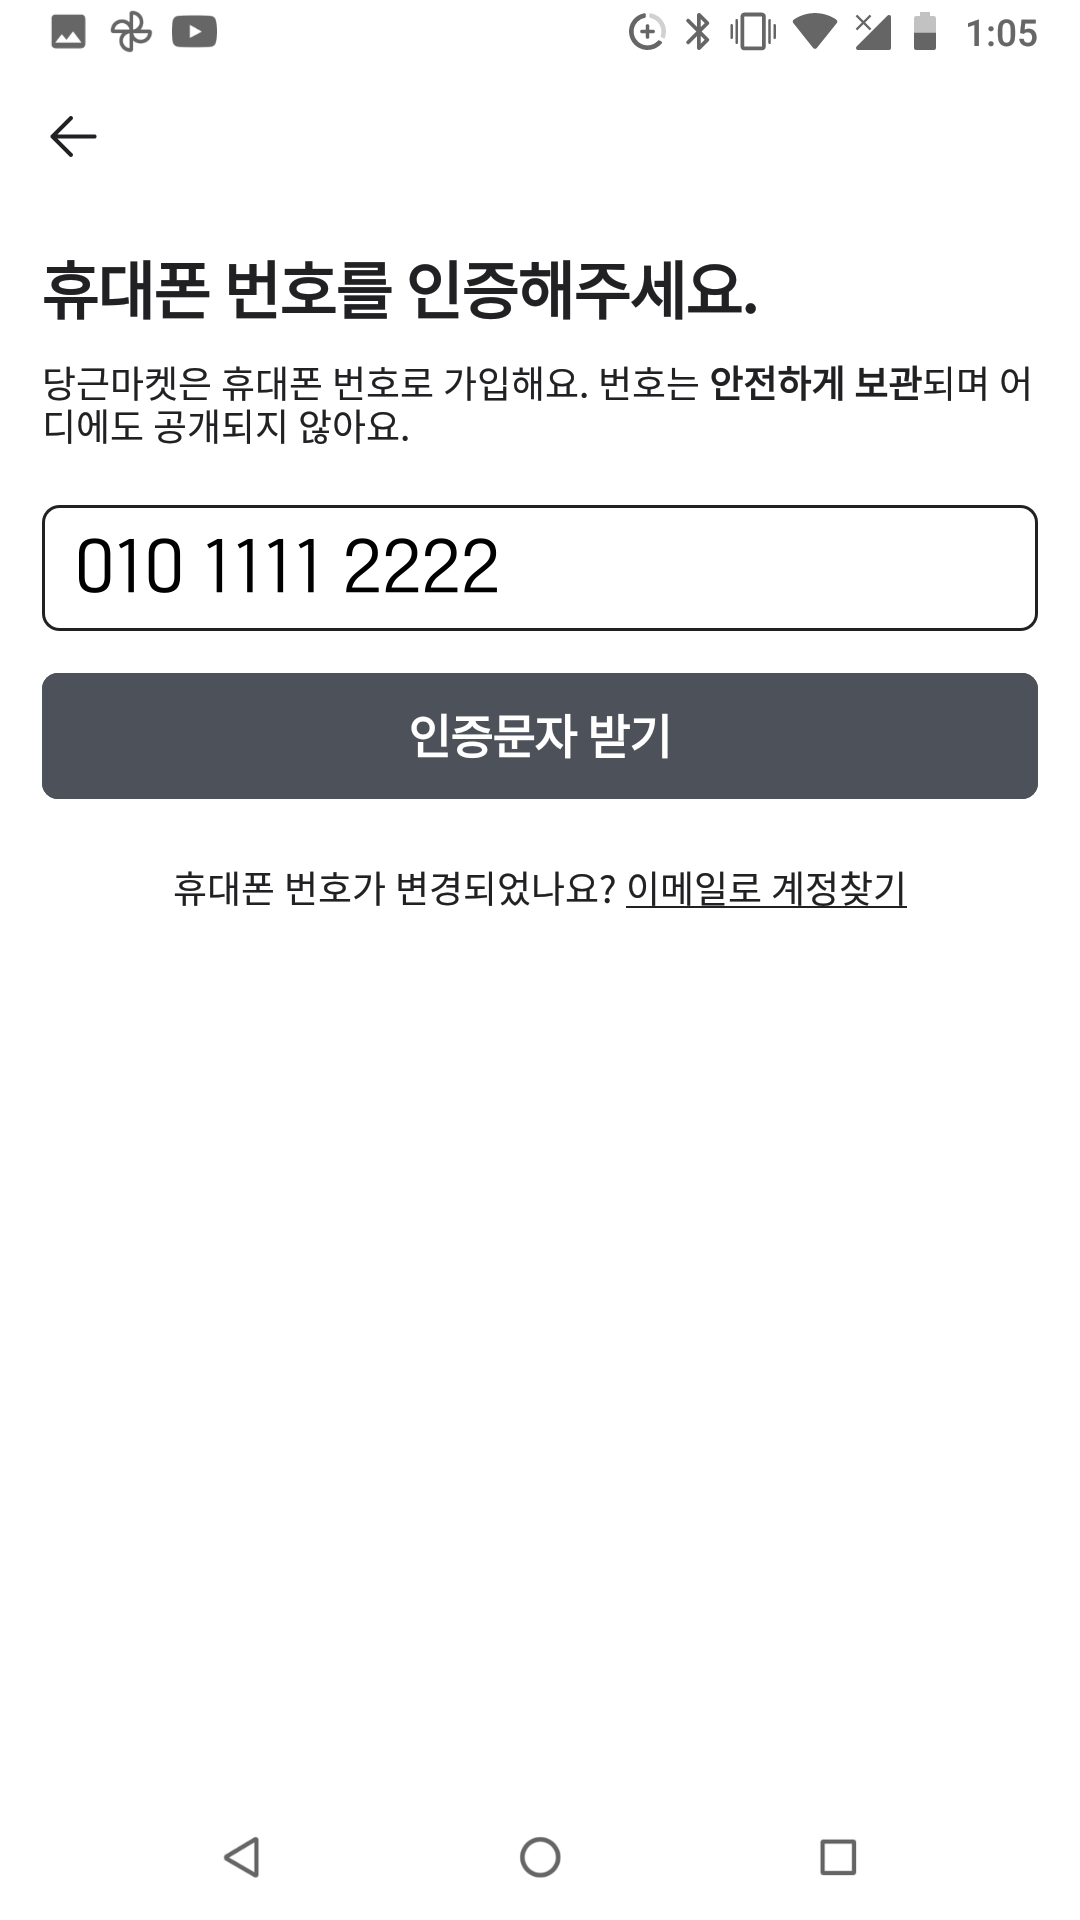 1:05
휴대폰 번호를 인증해주세요.
당근마켓은 휴대폰 번호로 가입해요. 번호는 안전하게 보관되며 어
디에도 공개되지 않아요.
010 1111 2222
인증문자 받기
휴대폰 번호가 변경되었나요? 이메일로 계정찾기